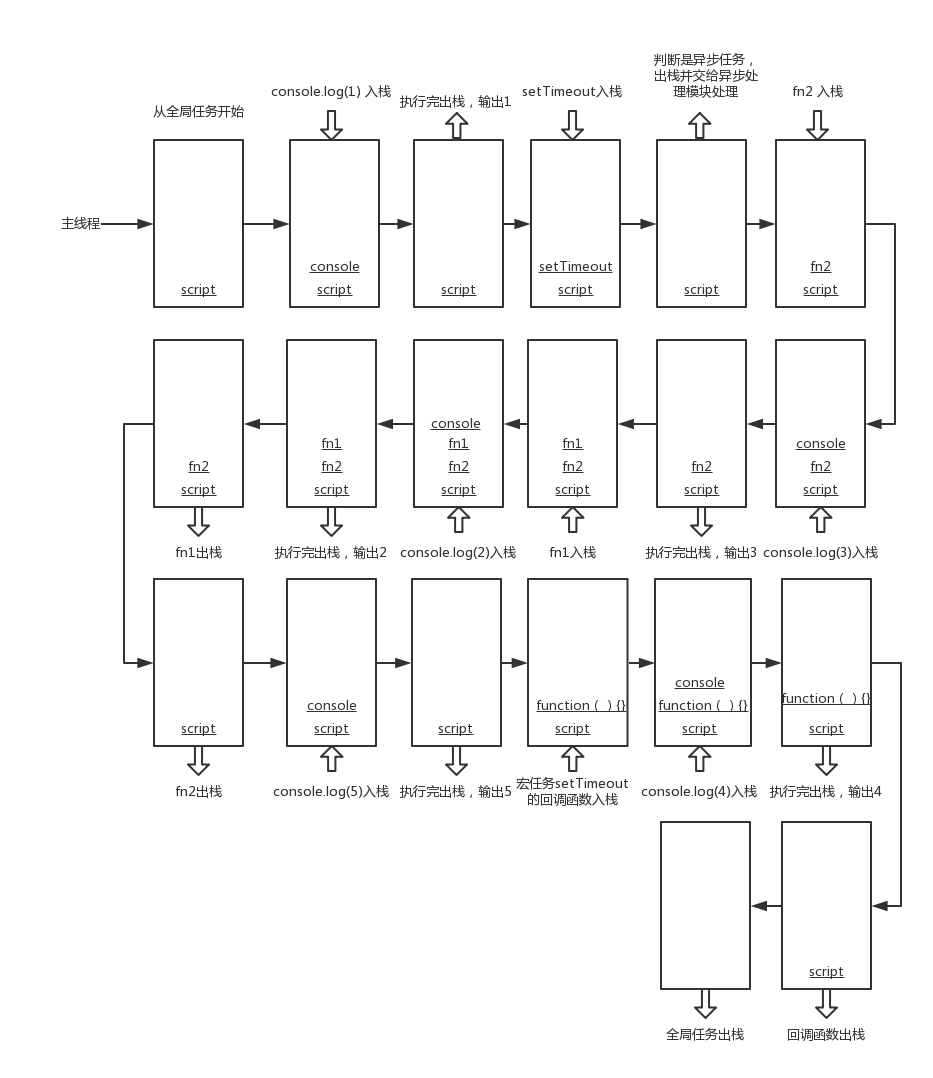 从全局任务开始
console.log(1) 入栈
执行完出栈，输出1
setTimeout入栈
判断是异步任务，
出栈并交给异步处
理模块处理
fn2 入栈
主线程
script
console
script
script
setTimeout
script
script
fn2
script
fn2
script
fn1
fn2
script
console
fn1
fn2
script
fn1
fn2
script
fn2
script
console
fn2
script
fn1出栈
执行完出栈，输出2
console.log(2)入栈
fn1入栈
执行完出栈，输出3
console.log(3)入栈
script
console
script
script
function ( ) {}
script
console
function ( ) {}
script
function ( ) {}
script
fn2出栈
console.log(5)入栈
执行完出栈，输出5
宏任务setTimeout
的回调函数入栈
console.log(4)入栈
执行完出栈，输出4
script
全局任务出栈
回调函数出栈